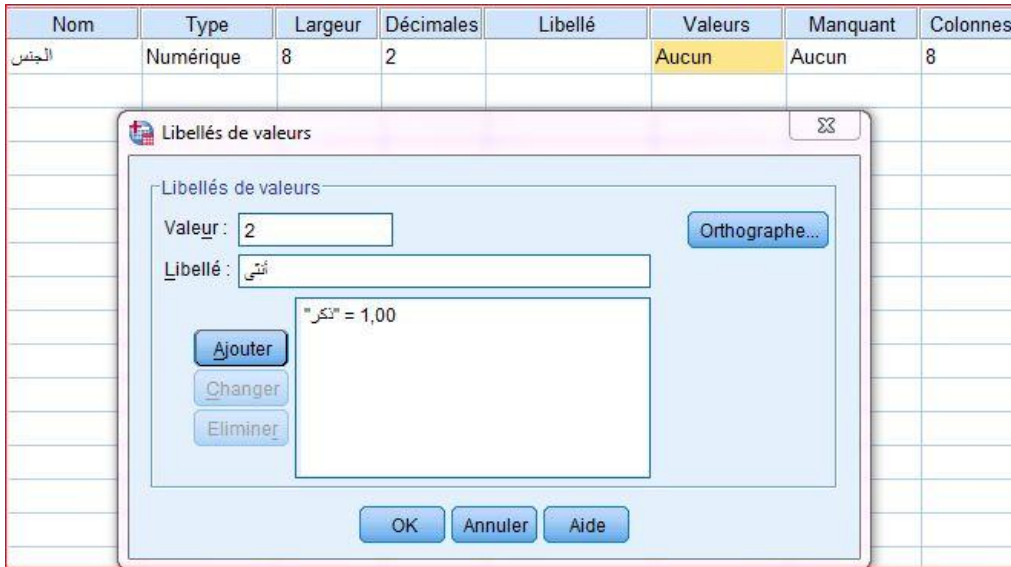 Nom Type Largeur Décimales Libellé Valeurs Manquant Colonnes
الجنس Numérique 8 2 Aucun Aucun 8
Libellés de valeurs
Libellés de valeurs
Valeur : 2
Orthographe...
Libellé : أنثى
1,00 = "ذكر"
Ajouter
Changer
Eliminer
OK Annuler Aide